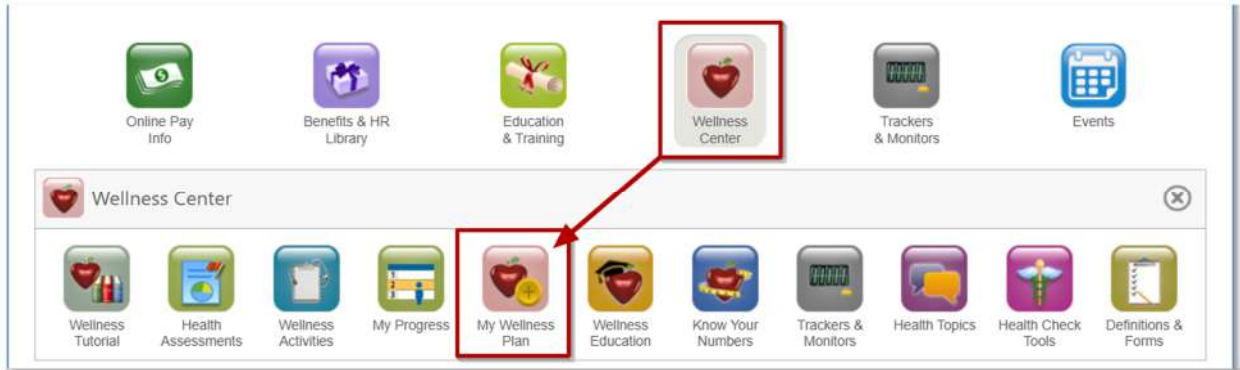 Online Pay
Info
Benefits & HR
Library
Education
& Training
Wellness
Center
Trackers
& Monitors
Events
Wellness Center
Wellness
Tutorial
Health
Assessments
Wellness
Activities
My Progress
My Wellness
Plan
Wellness
Education
Know Your
Numbers
Trackers &
Monitors
Health Topics
Health Check
Tools
Definitions &
Forms